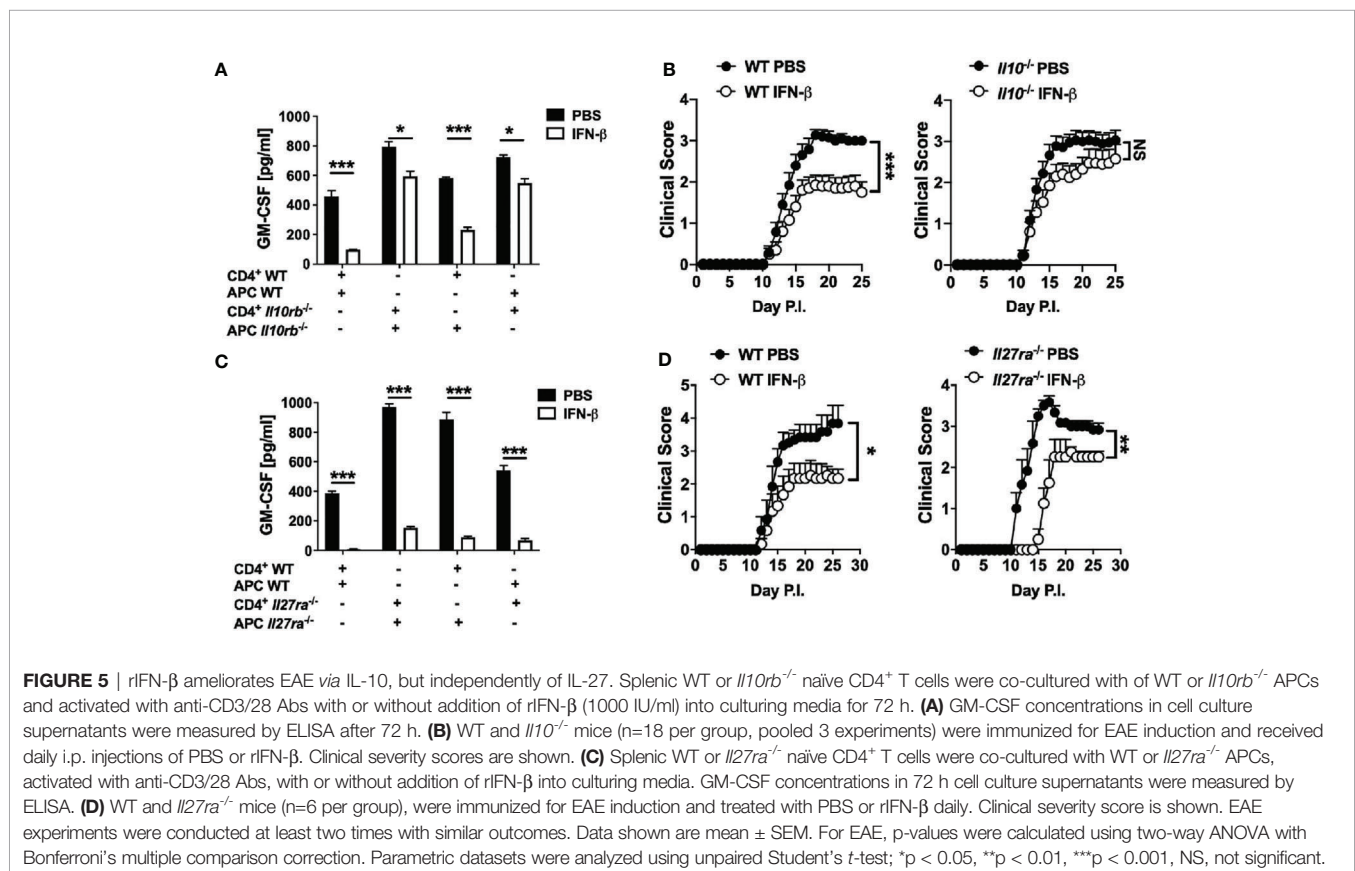 A
GM-CSF [pg/ml]
1000
800
600
400
200
0
***
*
***
*
PBS
IFN-β
CD4⁺ WT + - + -
APC WT + - - +
CD4⁺ Il10rb⁻/⁻ - + - +
APC Il10rb⁻/⁻ - + + -
B
WT PBS
WT IFN-β
Clinical Score
4
3
2
1
0
***
0 5 10 15 20 25
Day P.I.
Il10⁻/⁻ PBS
Il10⁻/⁻ IFN-β
Clinical Score
4
3
2
1
0
NS
0 5 10 15 20 25
Day P.I.
C
GM-CSF [pg/ml]
1000
800
600
400
200
0
***
***
***
***
PBS
IFN-β
CD4⁺ WT + - + -
APC WT + - - +
CD4⁺ Il27ra⁻/⁻ - + - +
APC Il27ra⁻/⁻ - + + -
D
WT PBS
WT IFN-β
Clinical Score
5
4
3
2
1
0
*
0 5 10 15 20 25 30
Day P.I.
Il27ra⁻/⁻ PBS
Il27ra⁻/⁻ IFN-β
Clinical Score
4
3
2
1
0
**
0 5 10 15 20 25 30
Day P.I.
FIGURE 5 | rIFN-β ameliorates EAE via IL-10, but independently of IL-27. Splenic WT or Il10rb⁻/⁻ naïve CD4⁺ T cells were co-cultured with of WT or Il10rb⁻/⁻ APCs
and activated with anti-CD3/28 Abs with or without addition of rIFN-β (1000 IU/ml) into culturing media for 72 h. (A) GM-CSF concentrations in cell culture
supernatants were measured by ELISA after 72 h. (B) WT and Il10⁻/⁻ mice (n=18 per group, pooled 3 experiments) were immunized for EAE induction and received
daily i.p. injections of PBS or rIFN-β. Clinical severity scores are shown. (C) Splenic WT or Il27ra⁻/⁻ naïve CD4⁺ T cells were co-cultured with WT or Il27ra⁻/⁻ APCs,
activated with anti-CD3/28 Abs, with or without addition of rIFN-β into culturing media. GM-CSF concentrations in 72 h cell culture supernatants were measured by
ELISA. (D) WT and Il27ra⁻/⁻ mice (n=6 per group), were immunized for EAE induction and treated with PBS or rIFN-β daily. Clinical severity score is shown. EAE
experiments were conducted at least two times with similar outcomes. Data shown are mean ± SEM. For EAE, p-values were calculated using two-way ANOVA with
Bonferroni's multiple comparison correction. Parametric datasets were analyzed using unpaired Student's t-test; *p < 0.05, **p < 0.01, ***p < 0.001, NS, not significant.